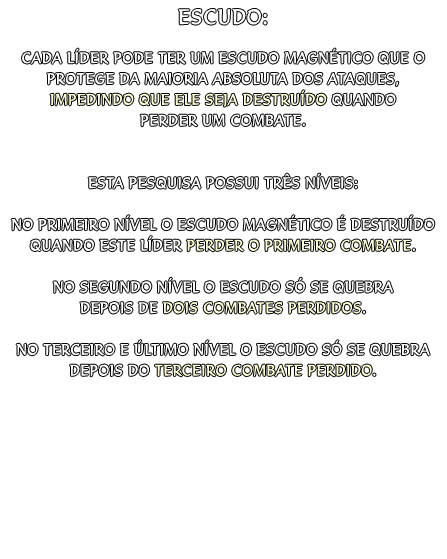 ESCUDO:
CADA LÍDER PODE TER UM ESCUDO MAGNÉTICO QUE O
PROTEGE DA MAIORIA ABSOLUTA DOS ATAQUES,
IMPEDINDO QUE ELE SEJA DESTRUÍDO QUANDO
PERDER UM COMBATE.
ESTA PESQUISA POSSUI TRÊS NÍVEIS:
NO PRIMEIRO NÍVEL O ESCUDO MAGNÉTICO É DESTRUÍDO
QUANDO ESTE LÍDER PERDER O PRIMEIRO COMBATE.
NO SEGUNDO NÍVEL O ESCUDO SÓ SE QUEBRA
DEPOIS DE DOIS COMBATES PERDIDOS.
NO TERCEIRO E ÚLTIMO NÍVEL O ESCUDO SÓ SE QUEBRA
DEPOIS DO TERCEIRO COMBATE PERDIDO.